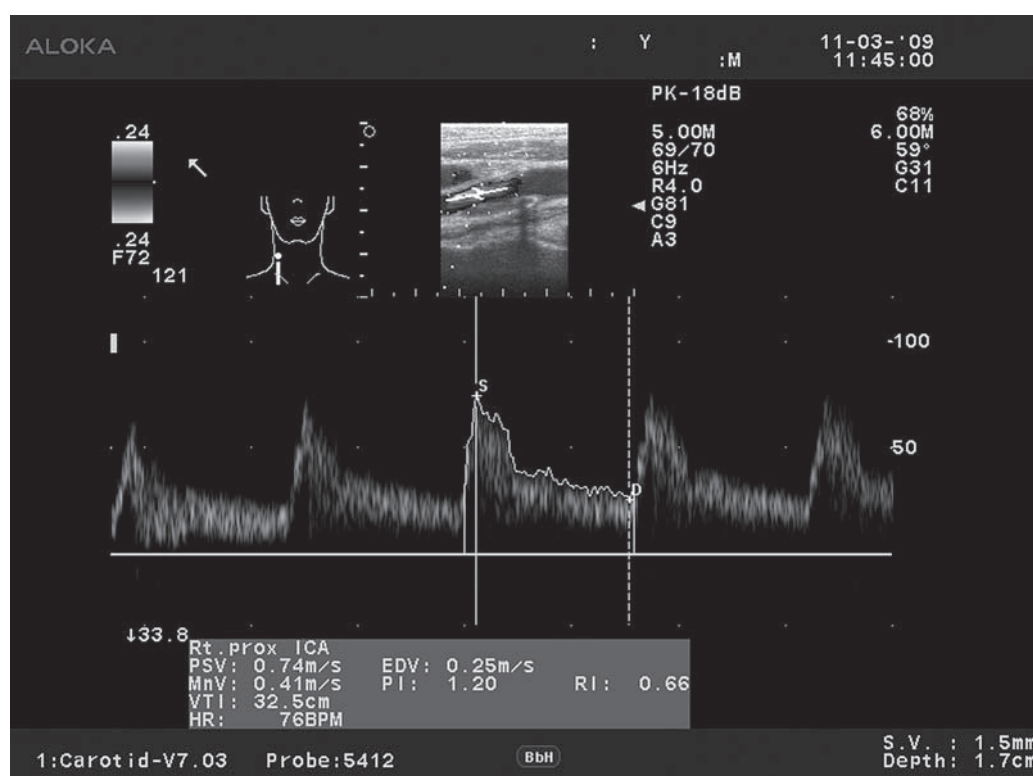 ALOKA : Y 11-03-'09
:M 11:45:00
PK-18dB
68%
.24 5.00M 6.00M
69/70 59°
6Hz G31
R4.0 C11
G81
C9
A3
.24
F72
121
-100
S
50
D
↓33.8
Rt.prox ICA
PSV: 0.74m/s EDV: 0.25m/s
MnV: 0.41m/s PI: 1.20 RI: 0.66
VTI: 32.5cm
HR: 76BPM
S.V. : 1.5mm
1:Carotid-V7.03 Probe:5412 BbH Depth: 1.7cm